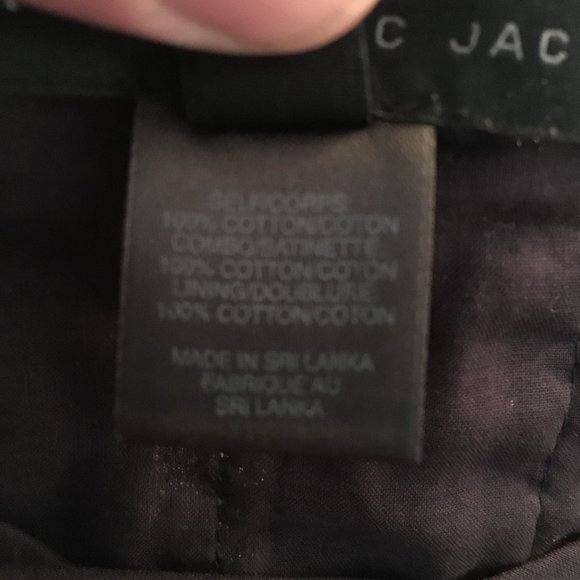 C JAC
SELF/CORPS
100% COTTON/COTON
COMBO/SATINETTE
100% COTTON/COTON
LINING/DOUBLURE
100% COTTON/COTON
MADE IN SRI LANKA
FABRIQUE AU
SRI LANKA